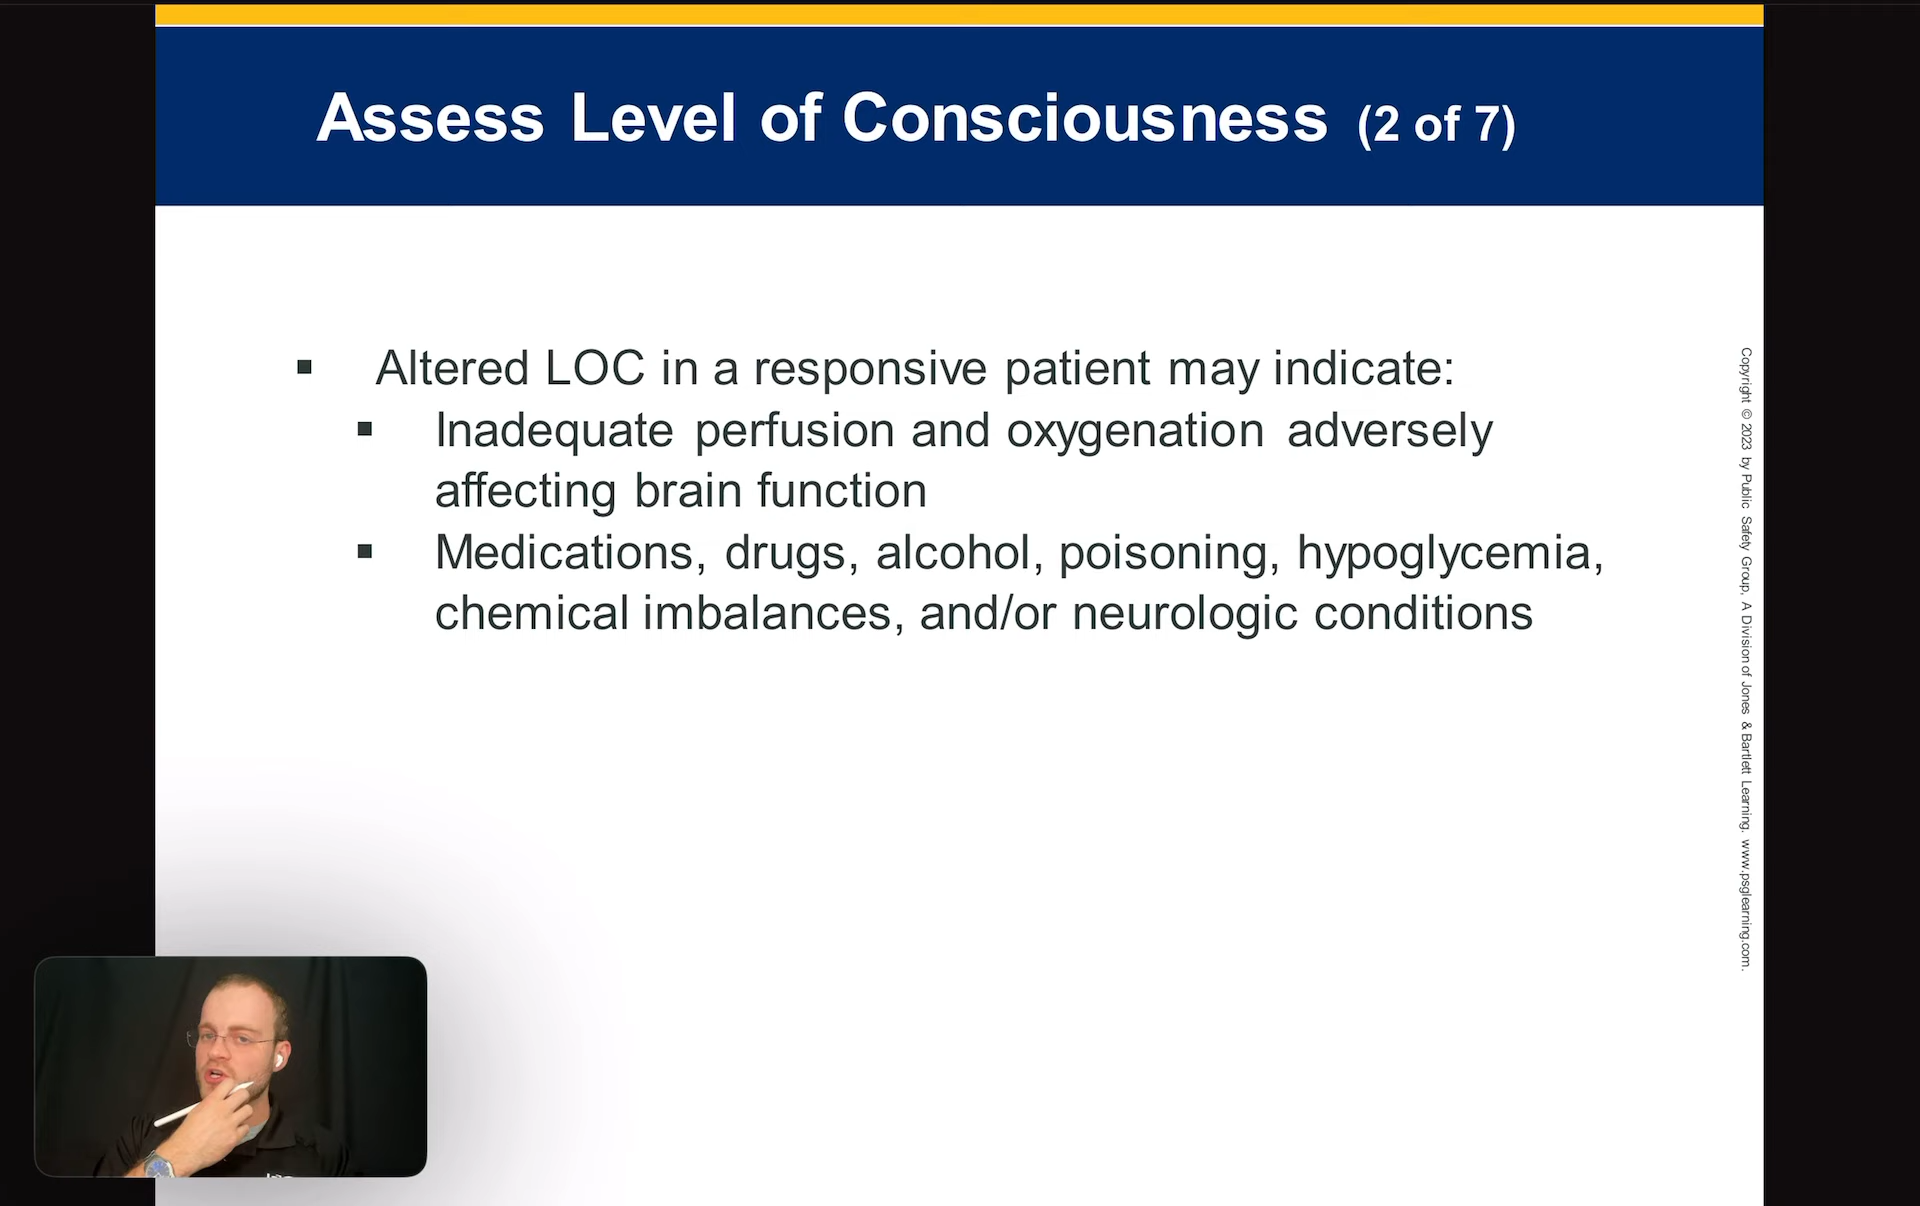 Assess Level of Consciousness (2 of 7)
▪ Altered LOC in a responsive patient may indicate:
▪ Inadequate perfusion and oxygenation adversely
affecting brain function
▪ Medications, drugs, alcohol, poisoning, hypoglycemia,
chemical imbalances, and/or neurologic conditions
Copyright © 2023 by Public Safety Group, A Division of Jones & Bartlett Learning. www.psglearning.com.